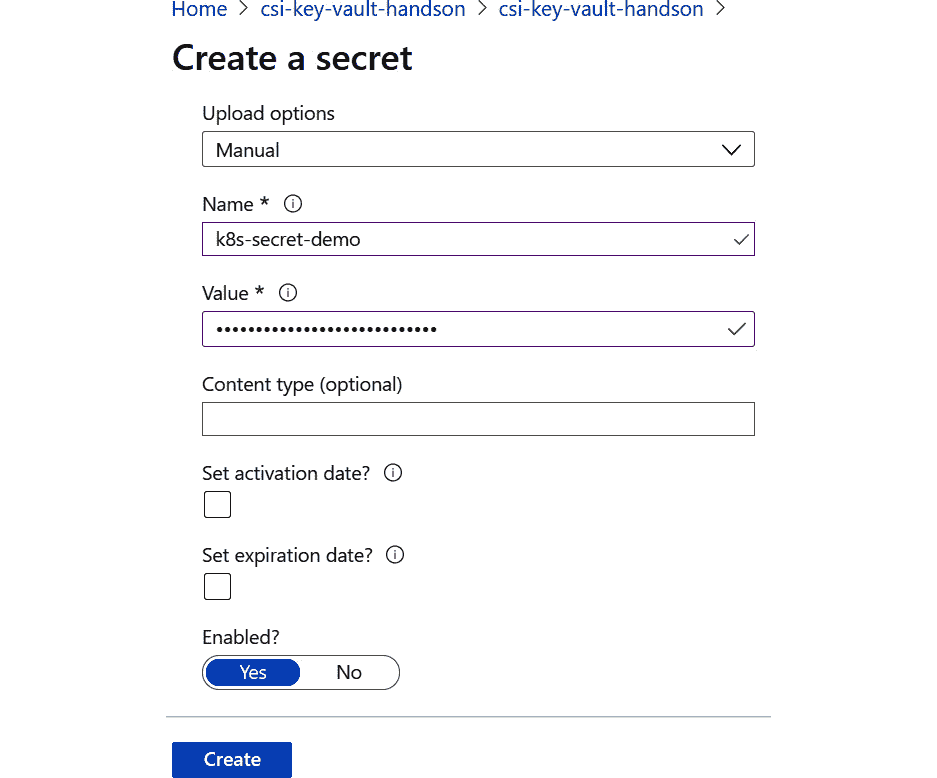 Home > csi-key-vault-handson > csi-key-vault-handson >
Create a secret
Upload options
Manual
Name *
k8s-secret-demo
Value *
••••••••••••••••••••••••••••
Content type (optional)
Set activation date?
Set expiration date?
Enabled?
Yes No
Create